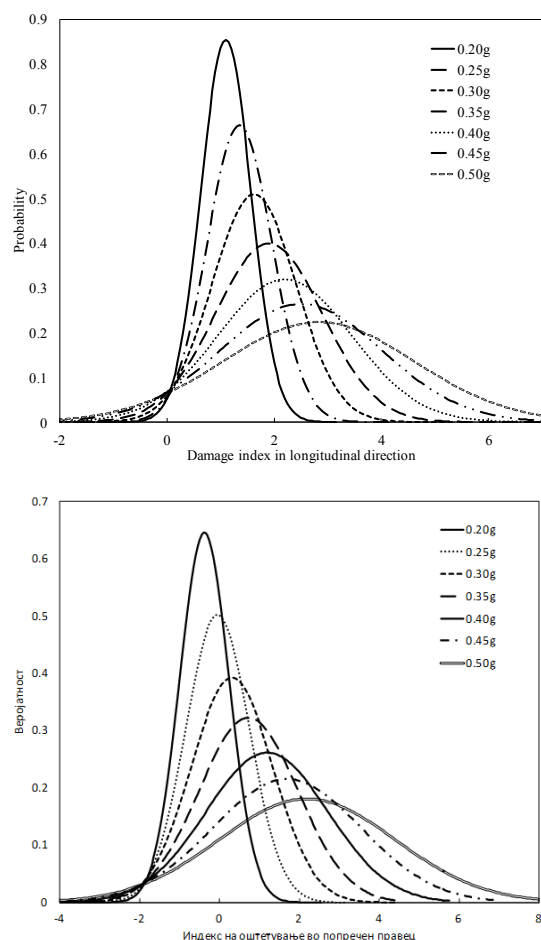 Probability
0.9
0.8
0.7
0.6
0.5
0.4
0.3
0.2
0.1
0
0.20g
0.25g
0.30g
0.35g
0.40g
0.45g
0.50g
-2 0 2 4 6
Damage index in longitudinal direction
Веројатност
0.7
0.6
0.5
0.4
0.3
0.2
0.1
0
0.20g
0.25g
0.30g
0.35g
0.40g
0.45g
0.50g
-4 -2 0 2 4 6 8
Индекс на оштетување во попречен правец